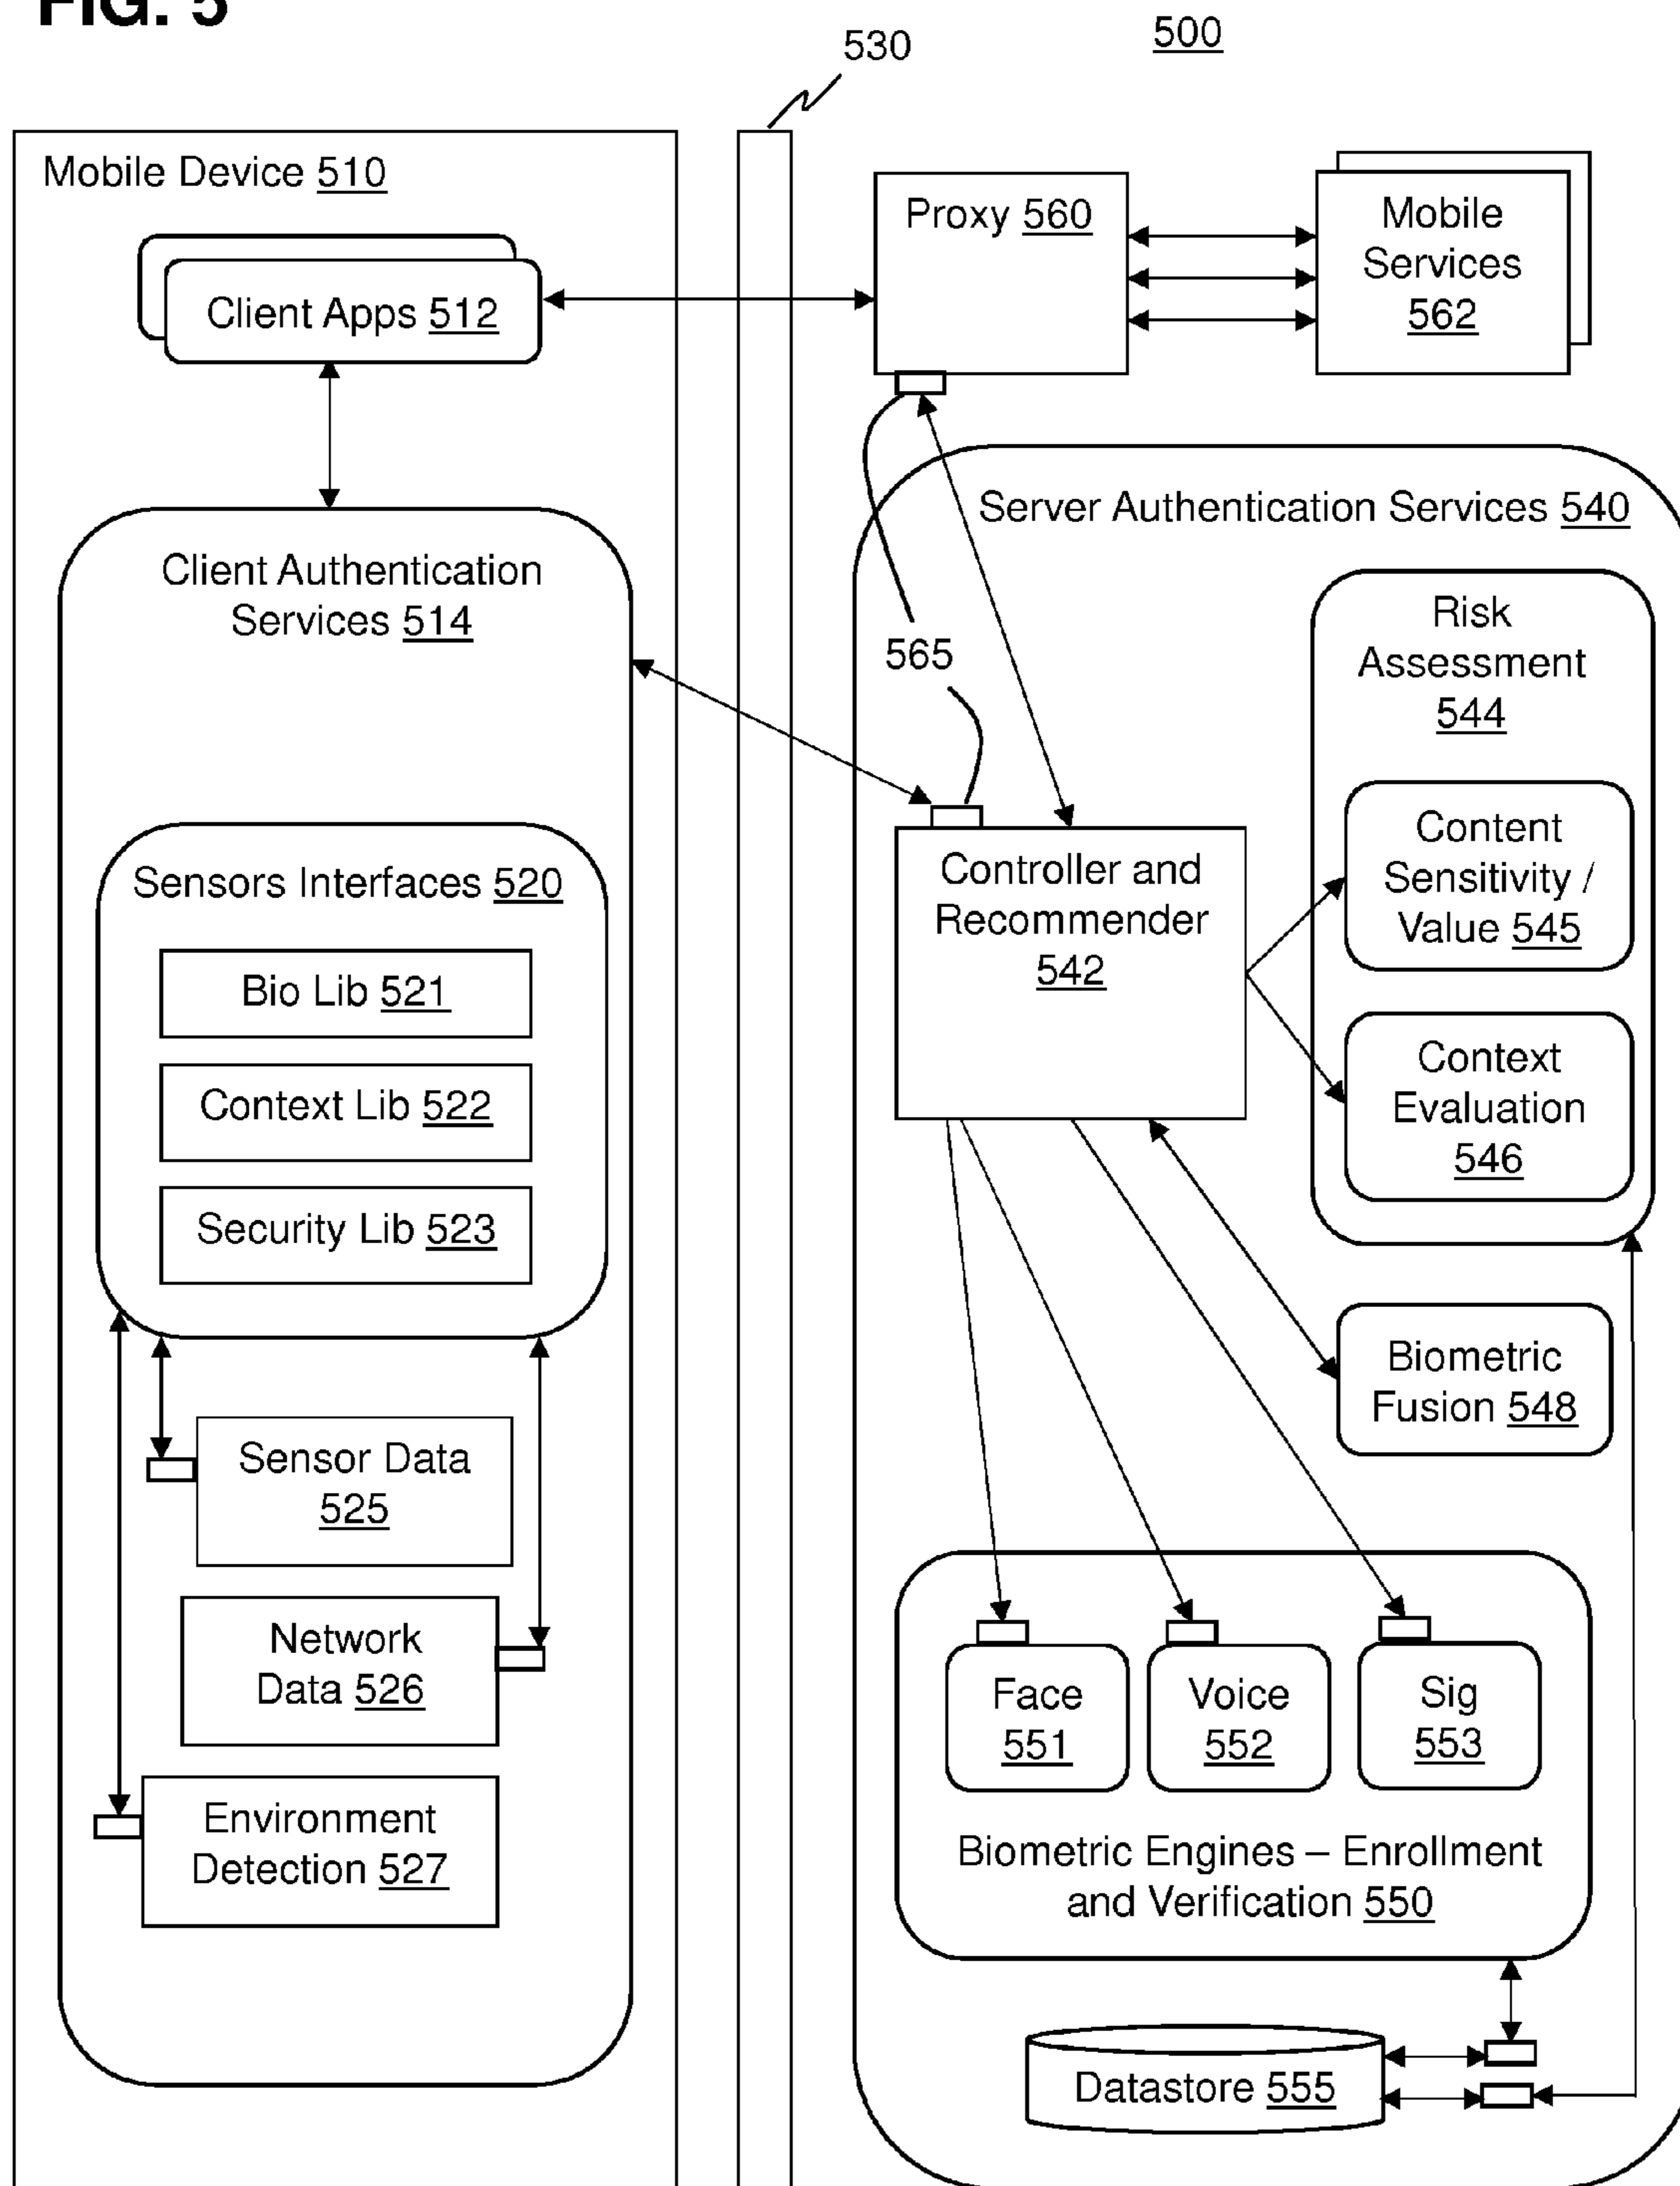 FIG. 5
500
530
Mobile Device 510
Client Apps 512
Proxy 560
Mobile
Services
562
Client Authentication
Services 514
Sensors Interfaces 520
Bio Lib 521
Context Lib 522
Security Lib 523
Sensor Data
525
Network
Data 526
Environment
Detection 527
Server Authentication Services 540
565
Controller and
Recommender
542
Risk
Assessment
544
Content
Sensitivity /
Value 545
Context
Evaluation
546
Biometric
Fusion 548
Face
551
Voice
552
Sig
553
Biometric Engines – Enrollment
and Verification 550
Datastore 555